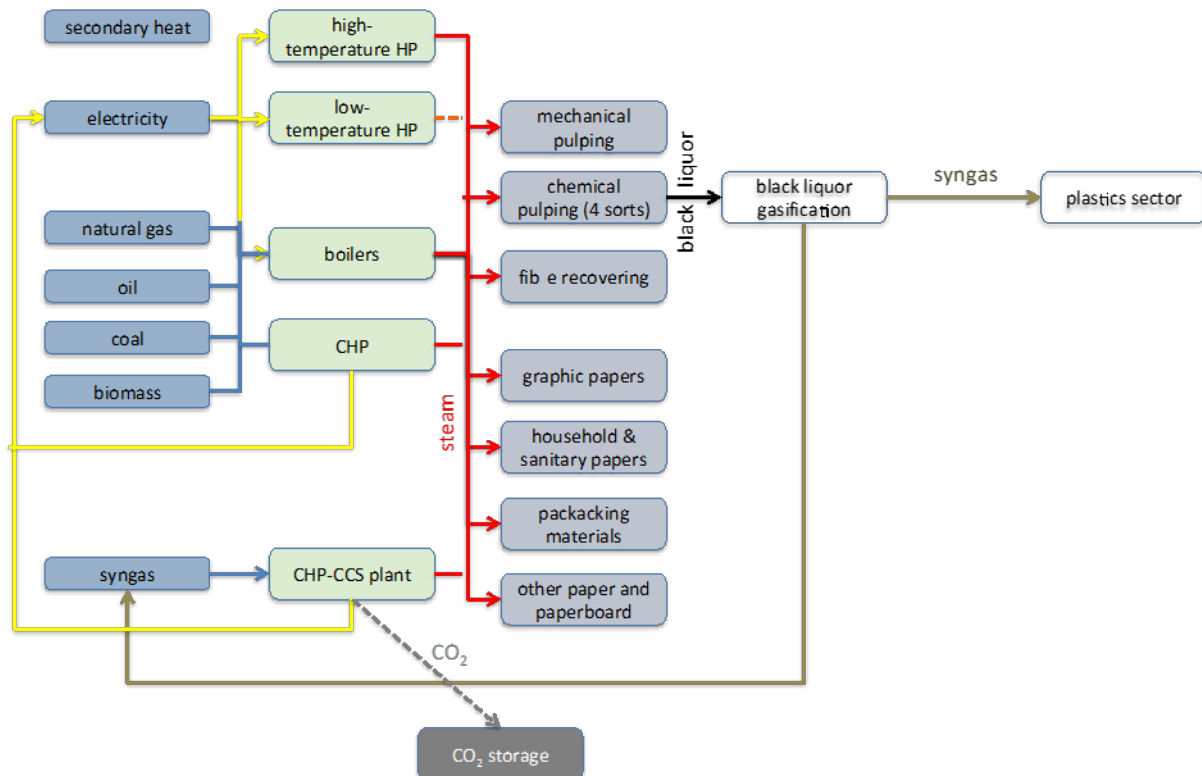 secondary heat
high-
temperature HP
electricity
low-
temperature HP
mechanical
pulping
natural gas
chemical
pulping (4 sorts)
black liquor
black liquor
gasification
syngas
plastics sector
boilers
fib e recovering
oil
coal
CHP
biomass
graphic papers
steam
household &
sanitary papers
packacking
materials
syngas
CHP-CCS plant
other paper and
paperboard
CO₂
CO₂ storage